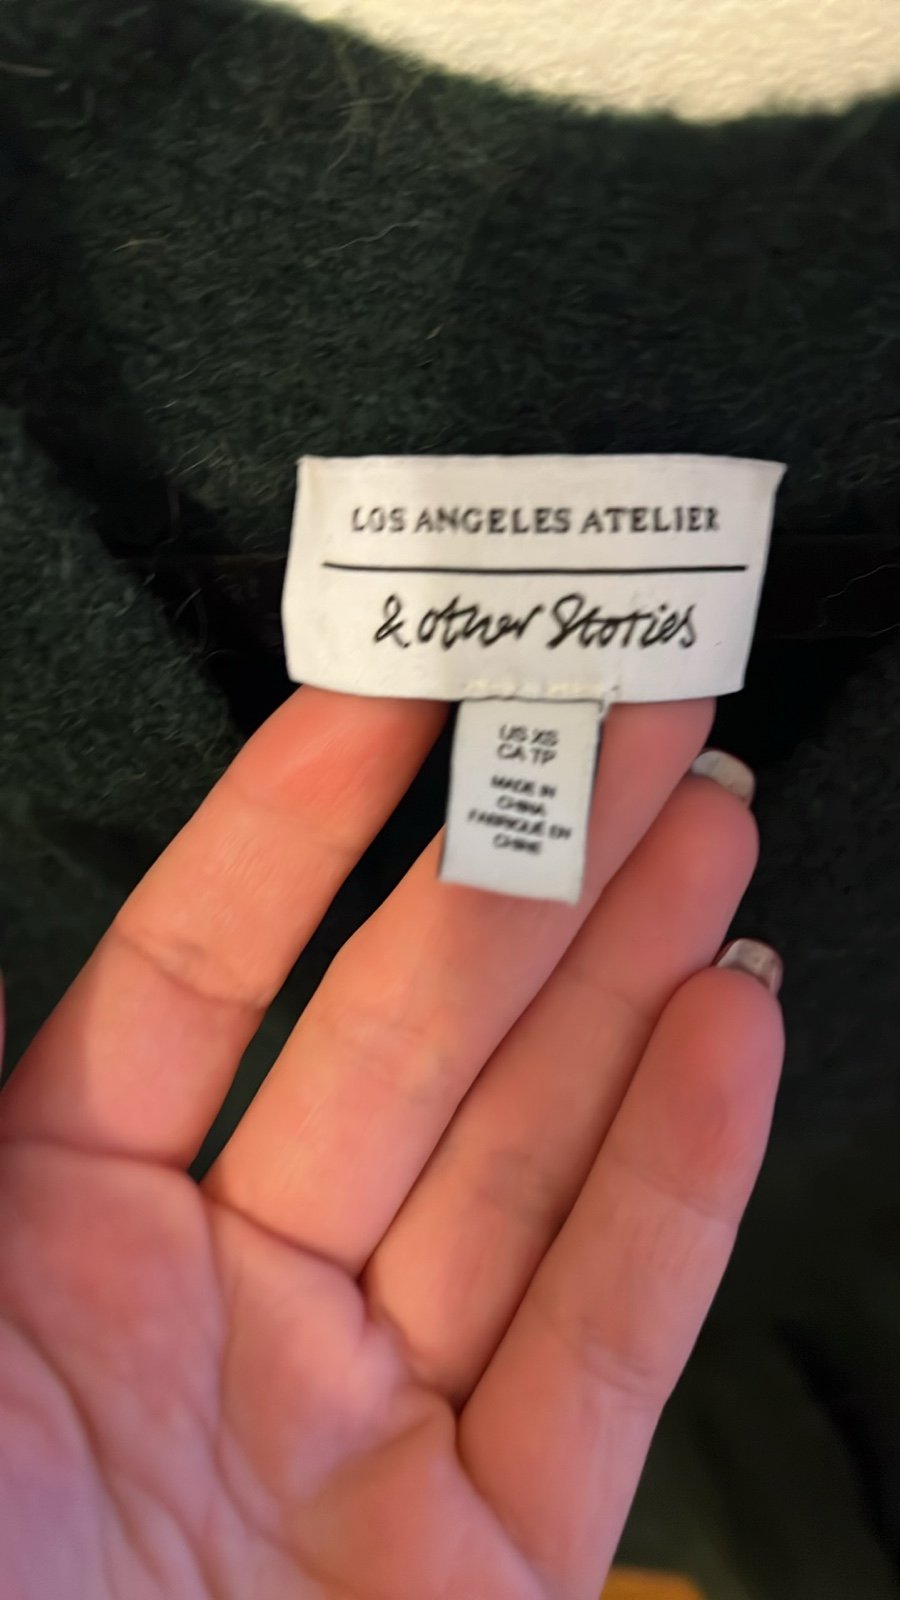 LOS ANGELES ATELIER
& other Stories
US XS
CA TP
MADE IN
CHINA
FABRIQUÉ EN
CHINE